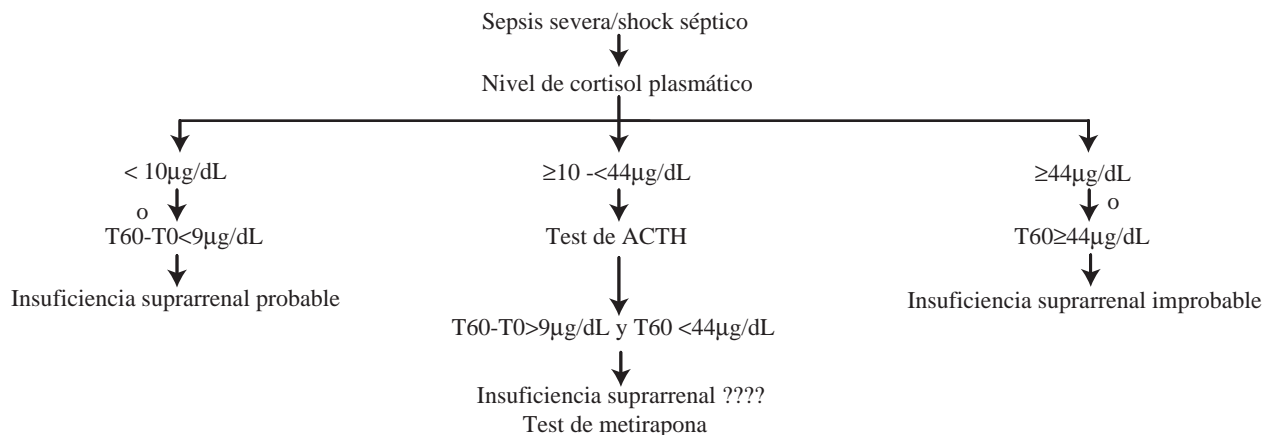 Sepsis severa/shock séptico
Nivel de cortisol plasmático
< 10μg/dL
o
T60-T0<9μg/dL
Insuficiencia suprarrenal probable
≥10 -<44μg/dL
Test de ACTH
T60-T0>9μg/dL y T60 <44μg/dL
Insuficiencia suprarrenal ????
Test de metirapona
≥44μg/dL
o
T60≥44μg/dL
Insuficiencia suprarrenal improbable